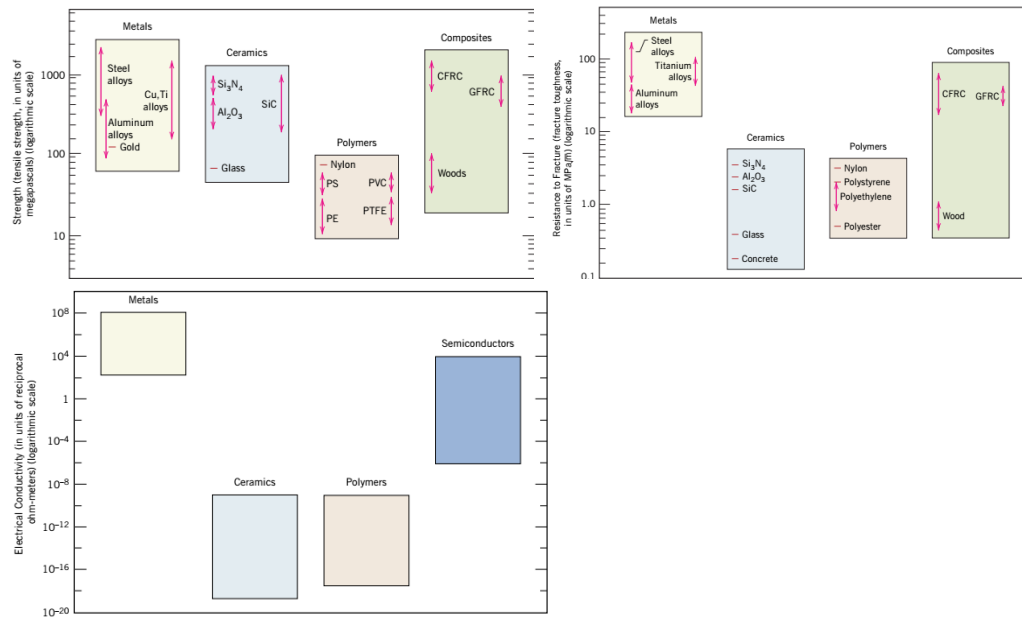 Strength (tensile strength, in units of
megapascals) (logarithmic scale)
1000
100
10
Metals
Steel
alloys
Cu,Ti
alloys
Aluminum
alloys
Gold
Ceramics
Si3N4
Al2O3
SiC
Glass
Polymers
Nylon
PS
PVC
PE
PTFE
Composites
CFRC
GFRC
Woods
Resistance to Fracture (fracture toughness,
in units of MPa√m) (logarithmic scale)
100
10
1.0
0.1
Metals
Steel
alloys
Titanium
alloys
Aluminum alloys
Ceramics
Si3N4
Al2O3
SiC
Glass
Concrete
Polymers
Nylon
Polystyrene
Polyethylene
Polyester
Composites
CFRC
GFRC
Wood
Electrical Conductivity (in units of reciprocal
ohm-meters) (logarithmic scale)
10^8
10^4
1
10^-4
10^-8
10^-12
10^-16
10^-20
Metals
Ceramics
Polymers
Semiconductors